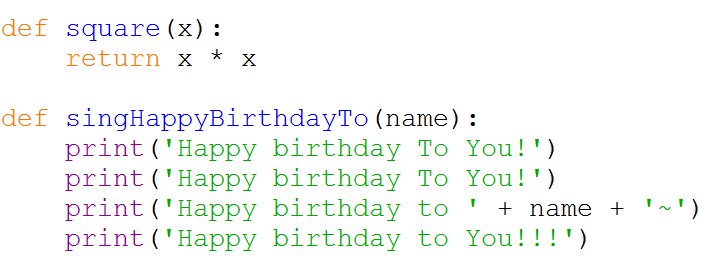 def square(x):
    return x * x
def singHappyBirthdayTo(name):
    print('Happy birthday To You!')
    print('Happy birthday To You!')
    print('Happy birthday to ' + name + '~')
    print('Happy birthday to You!!!')